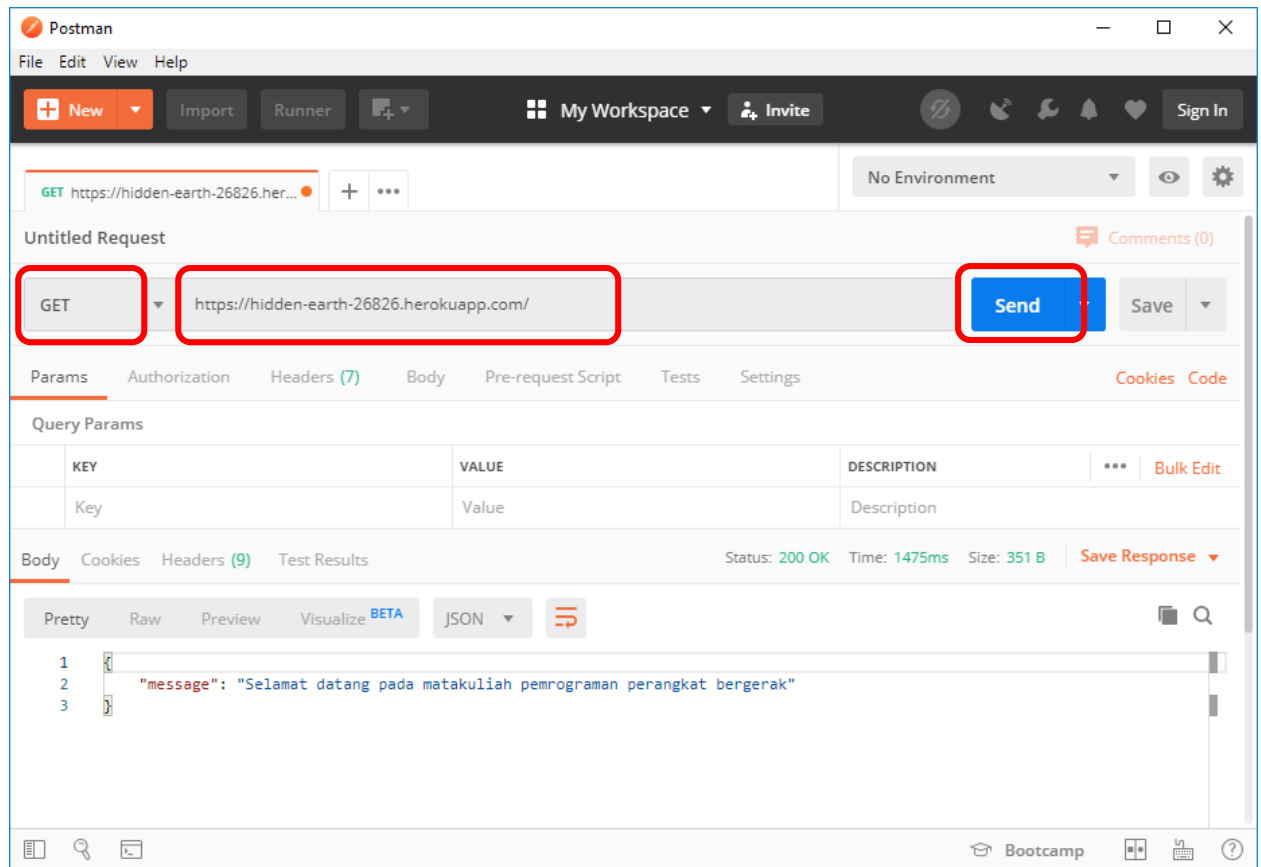 Postman
File Edit View Help
New Import Runner My Workspace Invite Sign In
GET https://hidden-earth-26826.her... No Environment
Untitled Request Comments (0)
GET https://hidden-earth-26826.herokuapp.com/ Send Save
Params Authorization Headers (7) Body Pre-request Script Tests Settings Cookies Code
Query Params
KEY VALUE DESCRIPTION Bulk Edit
Key Value Description
Body Cookies Headers (9) Test Results Status: 200 OK Time: 1475ms Size: 351 B Save Response
Pretty Raw Preview Visualize BETA JSON
1 {
2 "message": "Selamat datang pada matakuliah pemrograman perangkat bergerak"
3 }
Bootcamp